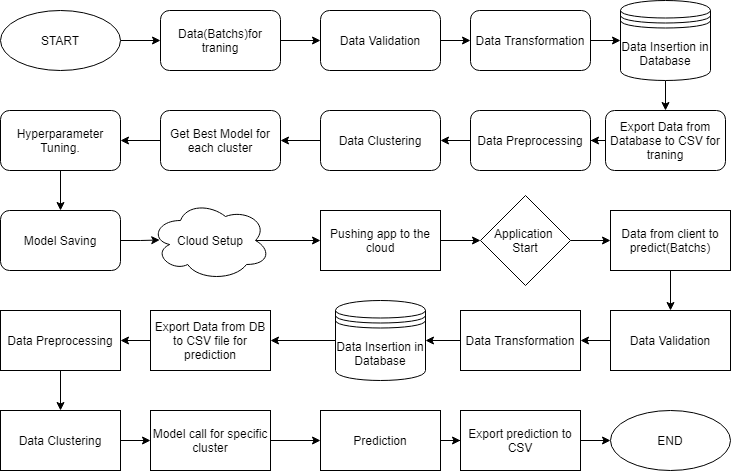 START
Data(Batchs)for
traning
Data Validation
Data Transformation
Data Insertion in
Database
Hyperparameter
Tuning.
Get Best Model for
each cluster
Data Clustering
Data Preprocessing
Export Data from
Database to CSV for
traning
Model Saving
Cloud Setup
Pushing app to the
cloud
Application
Start
Data from client to
predict(Batchs)
Data Preprocessing
Export Data from DB
to CSV file for
prediction
Data Insertion in
Database
Data Transformation
Data Validation
Data Clustering
Model call for specific
cluster
Prediction
Export prediction to
CSV
END